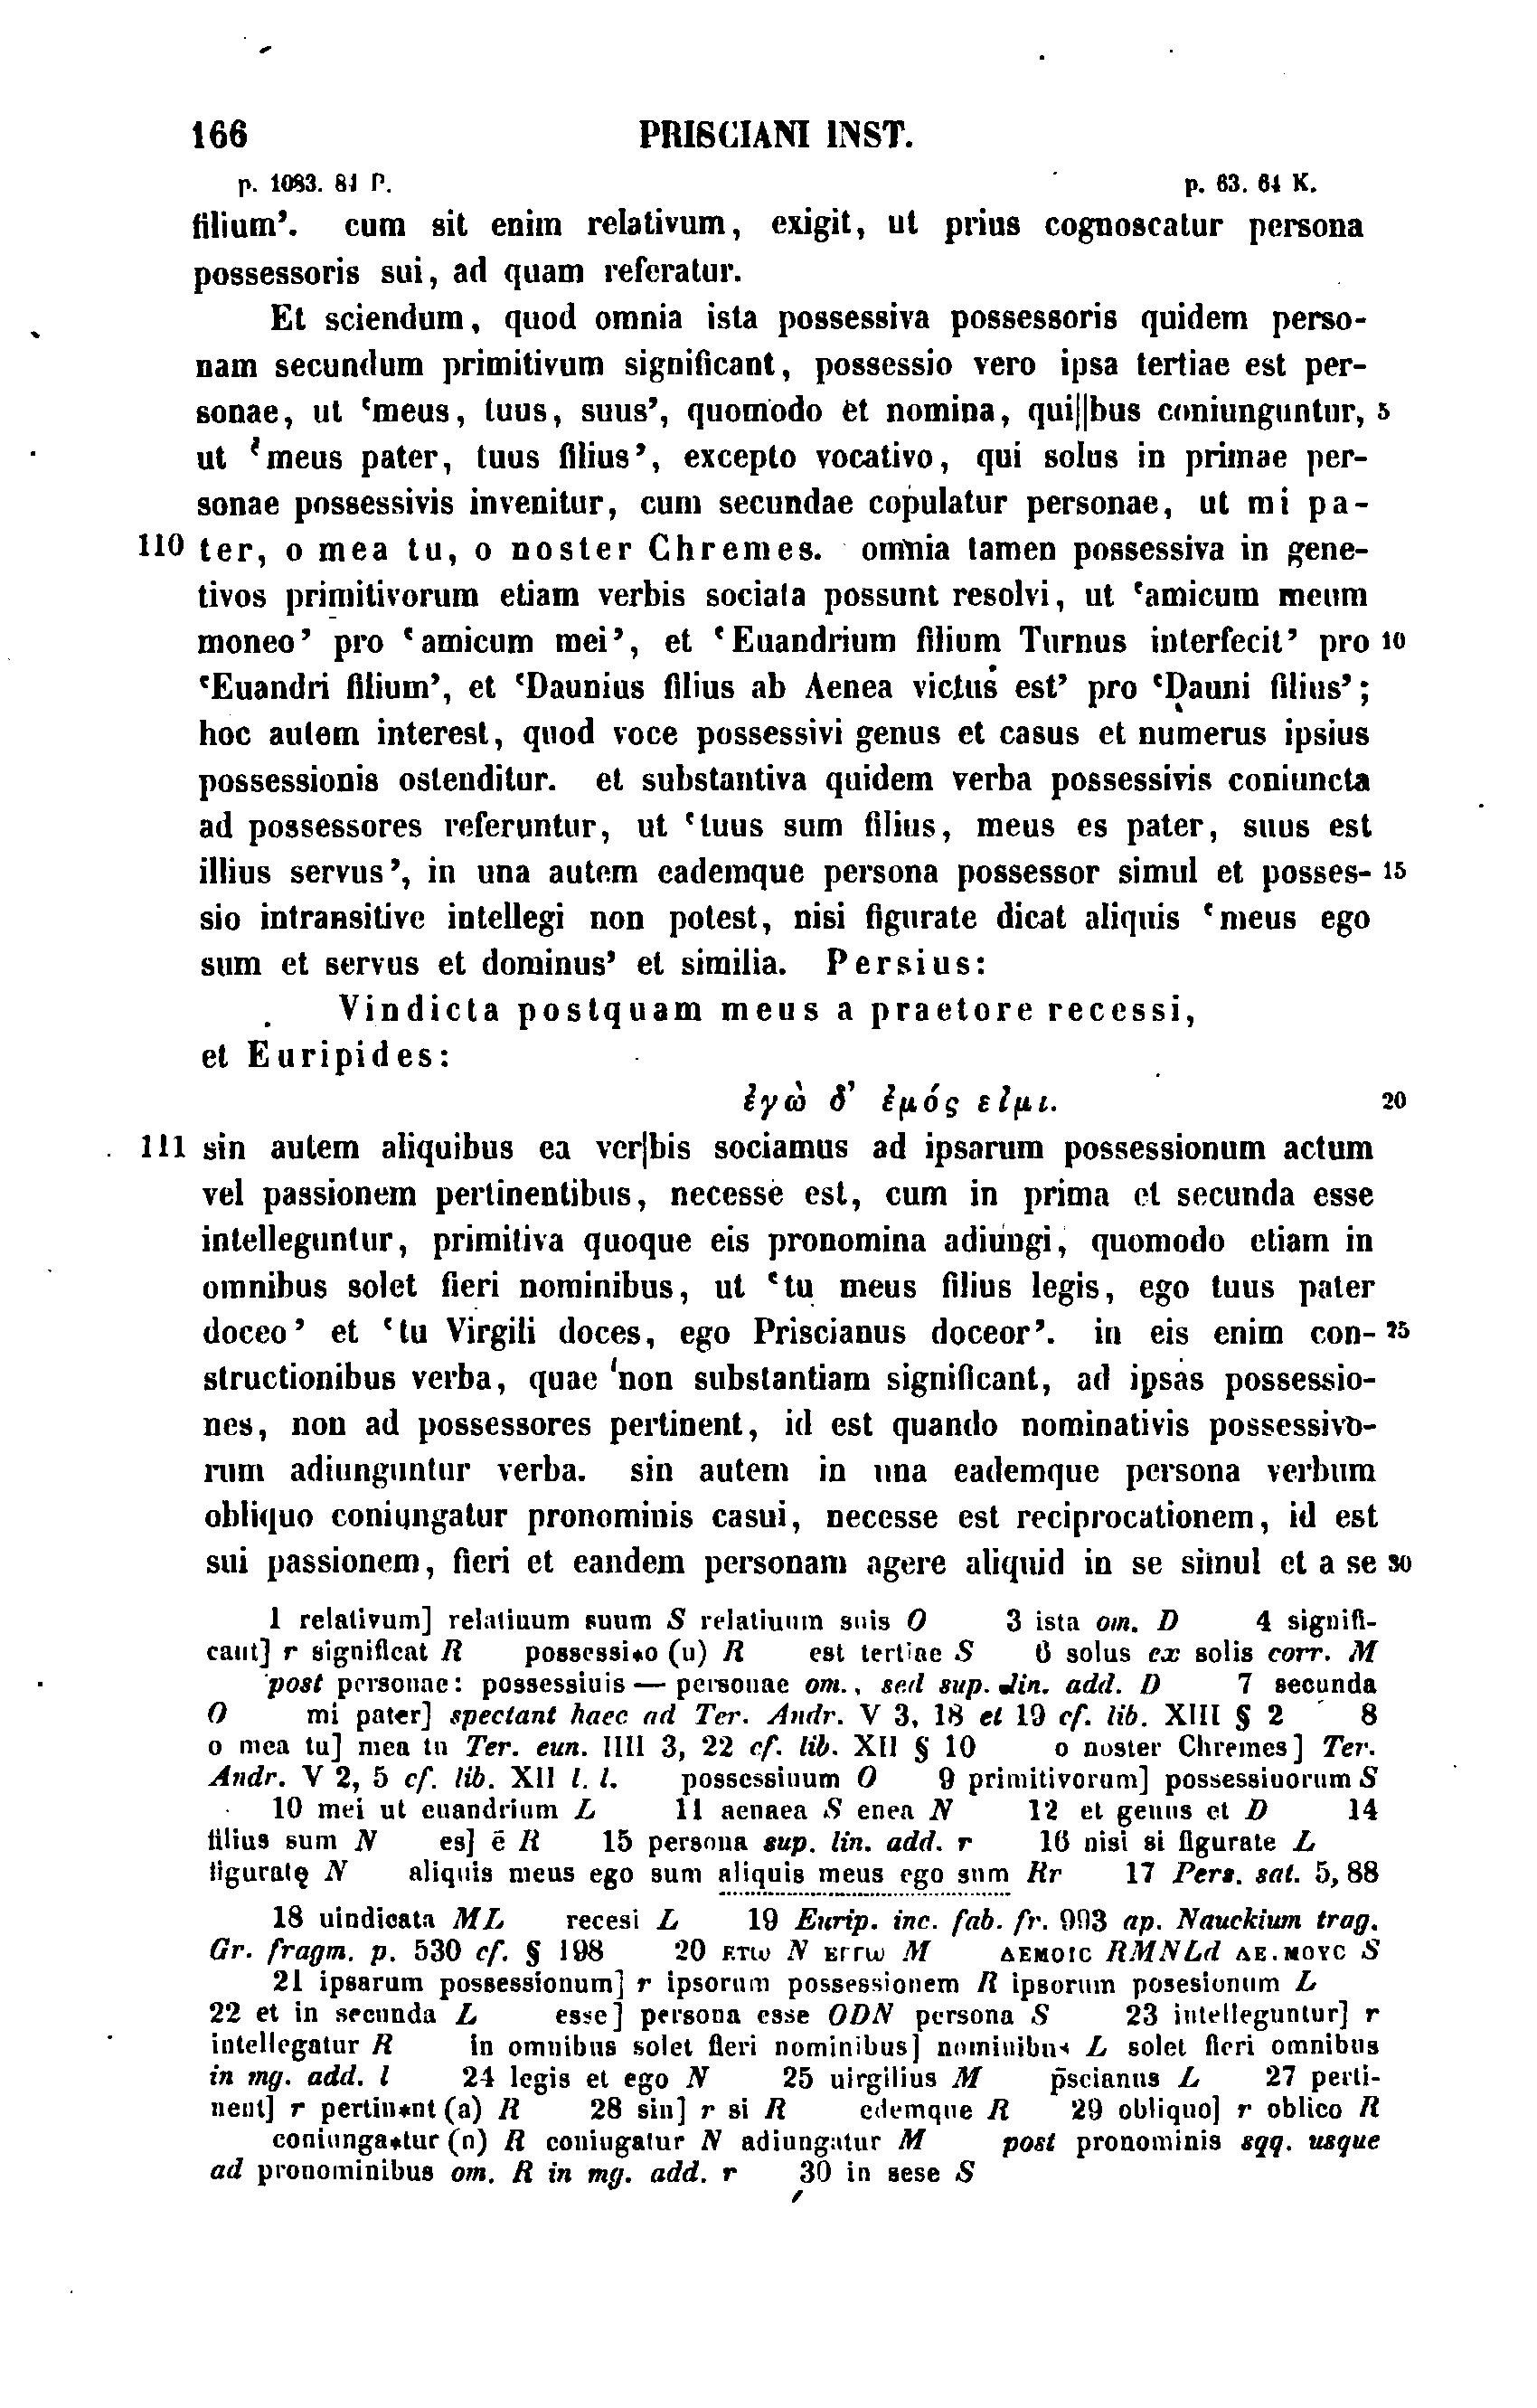 166 PRISCIANI INST.
p. 1083. 84 P. p. 63. 64 K.
filium’. cum sit enim relativum, exigit, ut prius cognoscatur persona
possessoris sui, ad quam referatur.
Et sciendum, quod omnia ista possessiva possessoris quidem perso-
nam secundum primitivum significant, possessio vero ipsa tertiae est per-
sonae, ut ‘meus, tuus, suus’, quomodo et nomina, qui||bus coniunguntur, 5
ut ‘meus pater, tuus filius’, excepto vocativo, qui solus in primae per-
sonae possessivis invenitur, cum secundae copulatur personae, ut mi pa-
110 ter, o mea tu, o noster Chremes. omnia tamen possessiva in gene-
tivos primitivorum etiam verbis sociata possunt resolvi, ut ‘amicum meum
moneo’ pro ‘amicum mei’, et ‘Euandrium filium Turnus interfecit’ pro 10
‘Euandri filium’, et ‘Daunius filius ab Aenea victus est’ pro ‘Dauni filius’;
hoc autem interest, quod voce possessivi genus et casus et numerus ipsius
possessionis ostenditur. et substantiva quidem verba possessivis coniuncta
ad possessores referuntur, ut ‘tuus sum filius, meus es pater, suus est
illius servus’, in una autem eademque persona possessor simul et posses- 15
sio intransitive intellegi non potest, nisi figurate dicat aliquis ‘meus ego
sum et servus et dominus’ et similia. Persius:
Vindicta postquam meus a praetore recessi,
et Euripides:
ἐγὼ δ’ ἐμός εἰμι. 20
111 sin autem aliquibus ea ver|bis sociamus ad ipsarum possessionum actum
vel passionem pertinentibus, necesse est, cum in prima et secunda esse
intelleguntur, primitiva quoque eis pronomina adiungi, quomodo etiam in
omnibus solet fieri nominibus, ut ‘tu meus filius legis, ego tuus pater
doceo’ et ‘tu Virgili doces, ego Priscianus doceor’. in eis enim con- 25
structionibus verba, quae non substantiam significant, ad ipsas possessio-
nes, non ad possessores pertinent, id est quando nominativis possessivo-
rum adiunguntur verba. sin autem in una eademque persona verbum
obliquo coniungatur pronominis casui, necesse est reciprocationem, id est
sui passionem, fieri et eandem personam agere aliquid in se simul et a se 30
1 relativum] relatiuum suum S relatiuum suis O 3 ista om. D 4 signifi-
cant] r significat R possessi*o (u) R est tertiae S 6 solus ex solis corr. M
post personae: possessiuis — personae om., sed sup. lin. add. D 7 secunda
O mi pater] spectant haec ad Ter. Andr. V 3, 18 et 19 cf. lib. XIII § 2 8
o mea tu] mea tu Ter. eun. IIII 3, 22 cf. lib. XII § 10 o noster Chremes] Ter.
Andr. V 2, 5 cf. lib. XII l. l. possessiuum O 9 primitivorum] possessiuorum S
10 mei ut euandrium L 11 aenaea S enea N 12 et genus et D 14
filius sum N es] ē R 15 persona sup. lin. add. r 16 nisi si figurate L
figuratę N aliquis meus ego sum aliquis meus ego sum Rr 17 Pers. sat. 5, 88
18 uindicata ML recesi L 19 Eurip. inc. fab. fr. 993 ap. Nauckium trag.
Gr. fragm. p. 530 cf. § 198 20 ετω N εγγω M ΔΕΜΟΙC RMNLd ΔΕ.ΜΟΥC S
21 ipsarum possessionum] r ipsorum possessionem R ipsorum posesionum L
22 et in secunda L esse] persona esse ODN persona S 23 intelleguntur] r
intellegatur R in omnibus solet fieri nominibus] nominibus L solet fieri omnibus
in mg. add. l 24 legis et ego N 25 uirgilius M p̄scianus L 27 perti-
nent] r pertin*nt (a) R 28 sin] r si R edemque R 29 obliquo] r oblico R
coniunga*tur (n) R coniugatur N adiungatur M post pronominis sqq. usque
ad pronominibus om. R in mg. add. r 30 in sese S